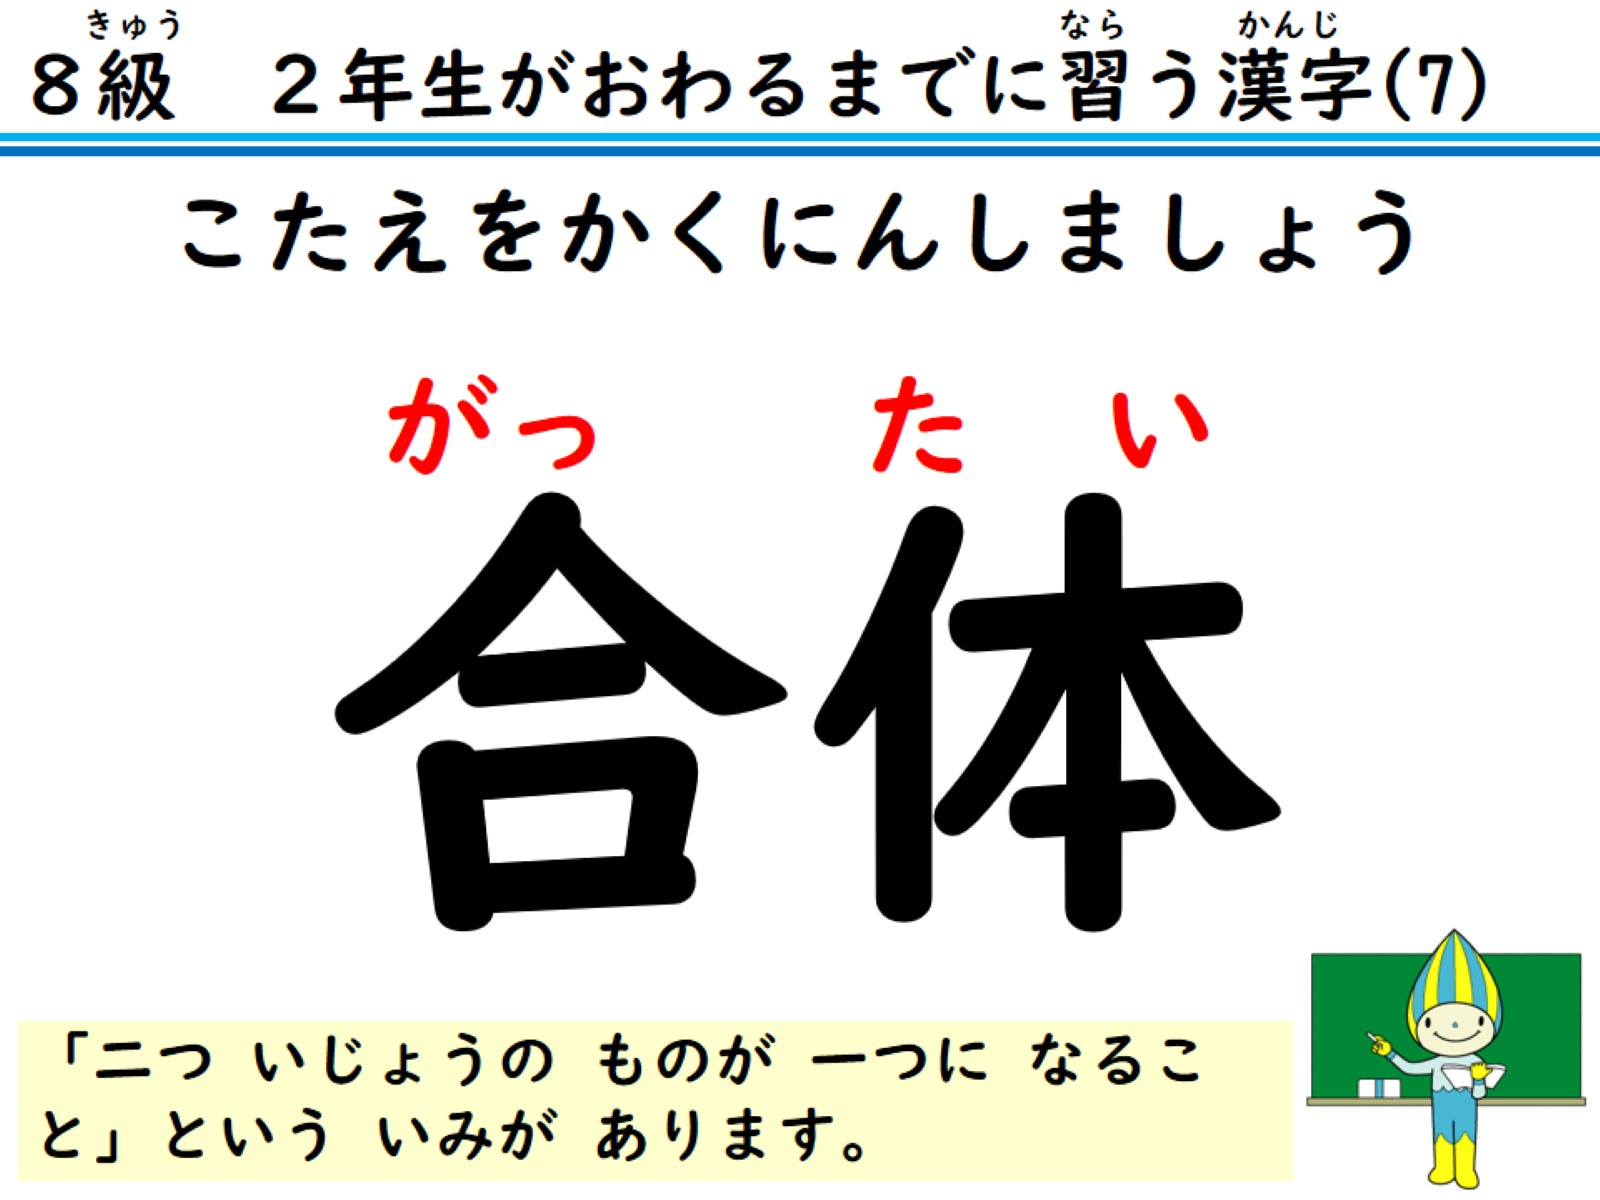 きゅう なら かんじ
８級　２年生がおわるまでに習う漢字(7)
こたえをかくにんしましょう
がっ たい
合体
「二つ いじょうの ものが 一つに なるこ
と」という いみが あります。